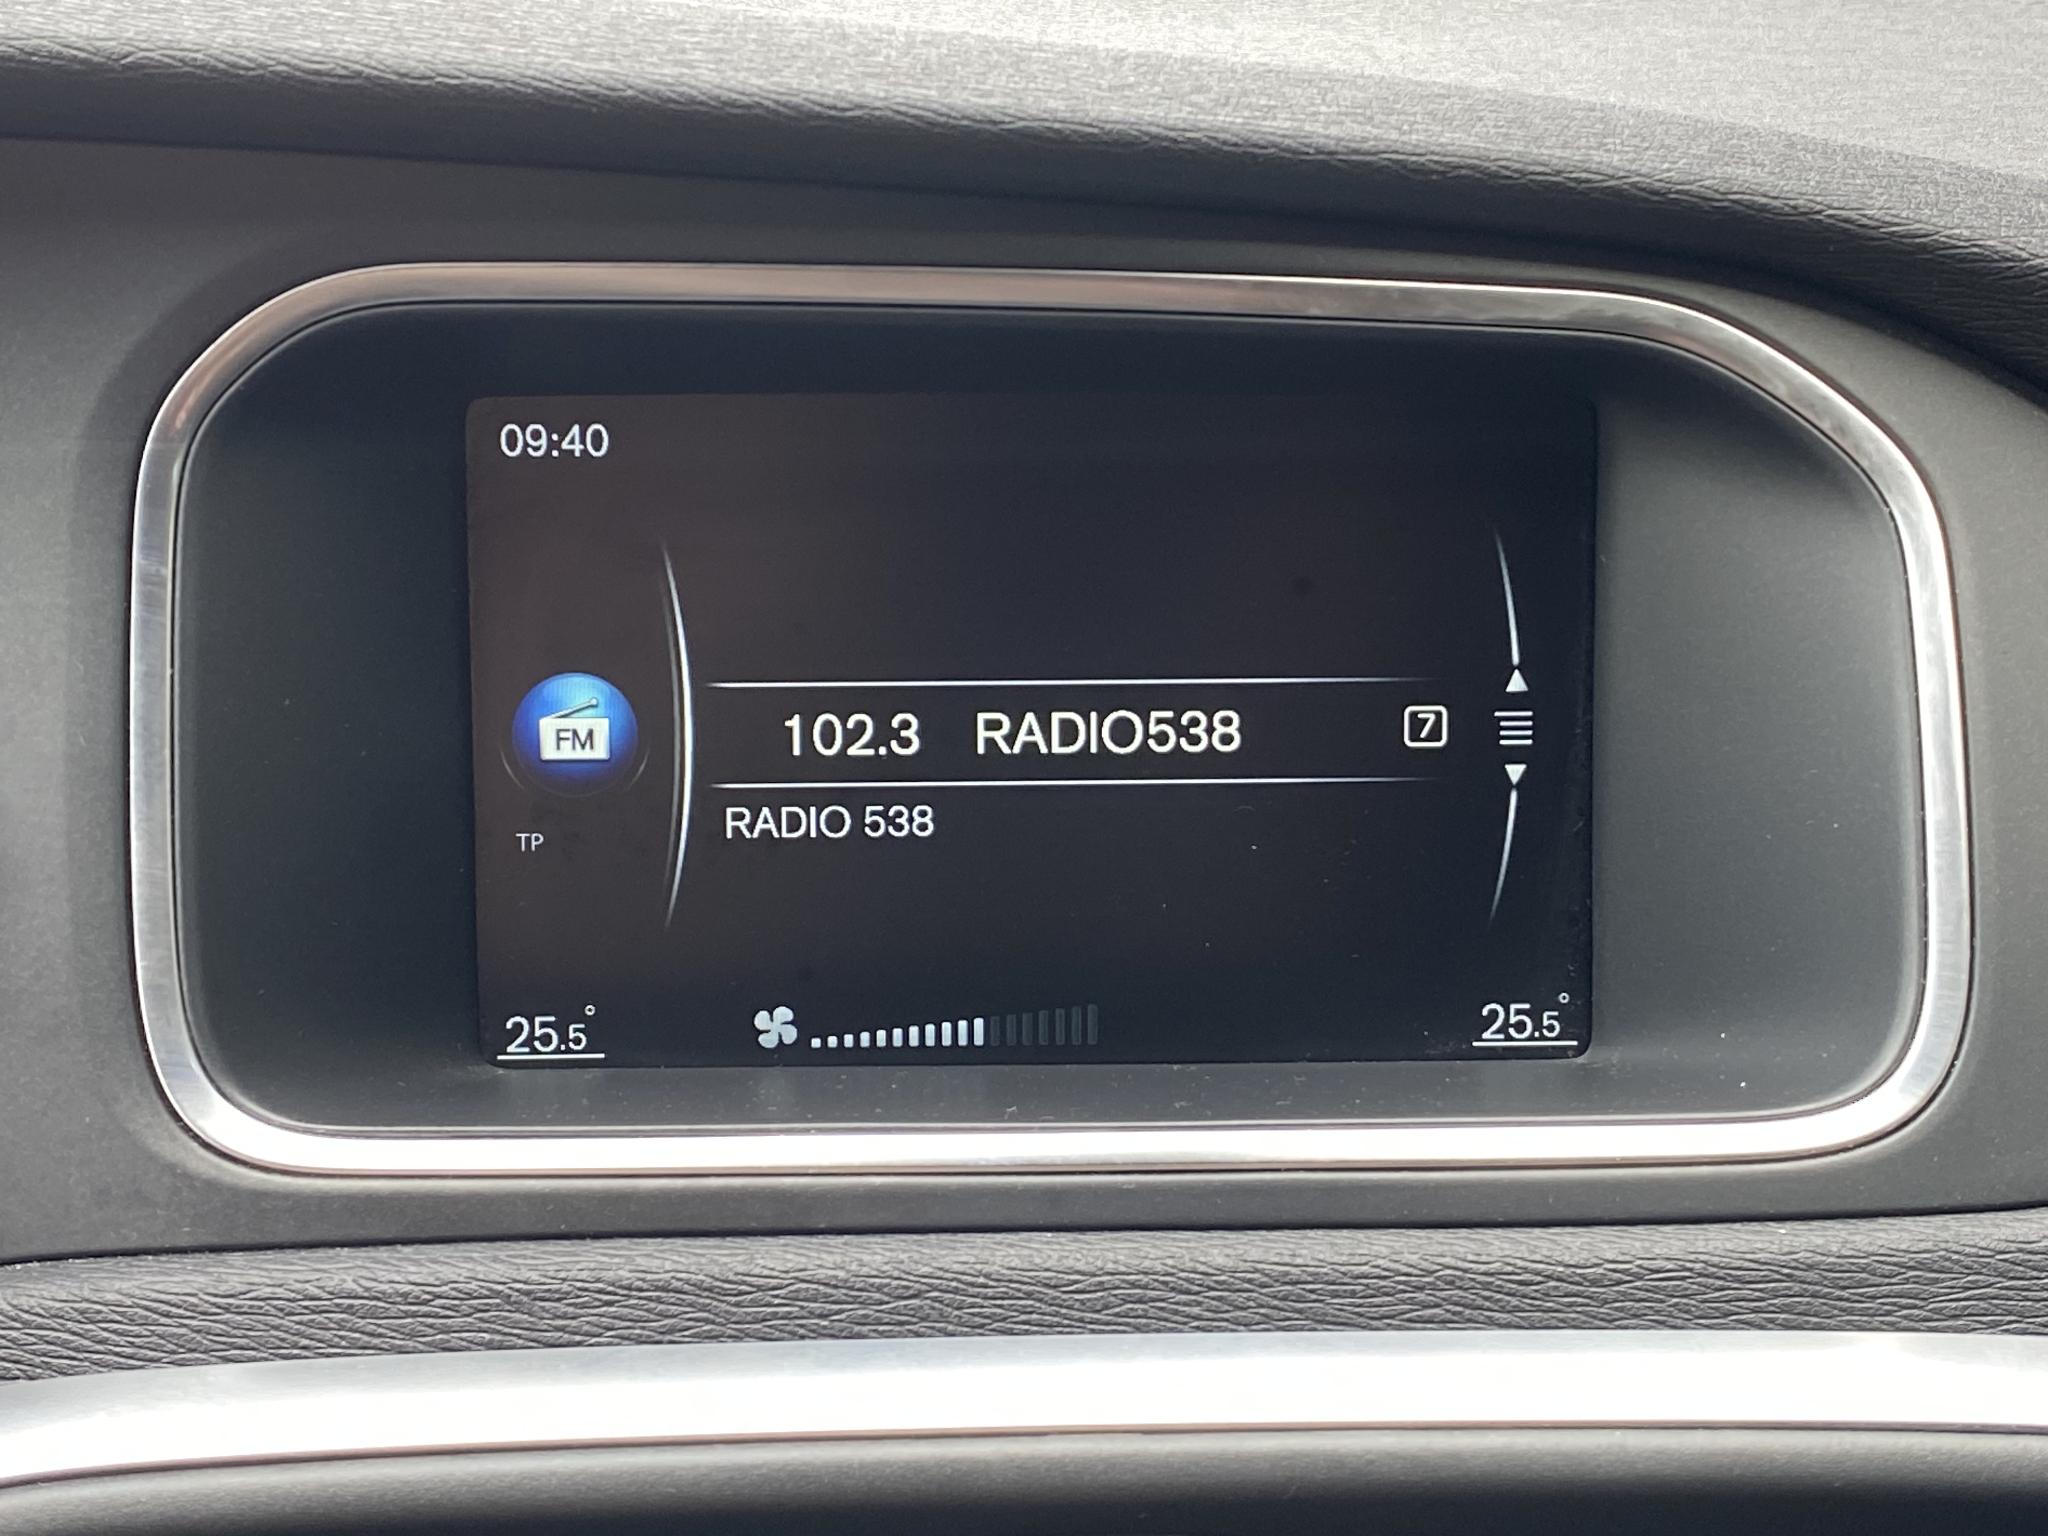 09:40
FM
102.3 RADIO538 7
RADIO 538
TP
25.5° 25.5°